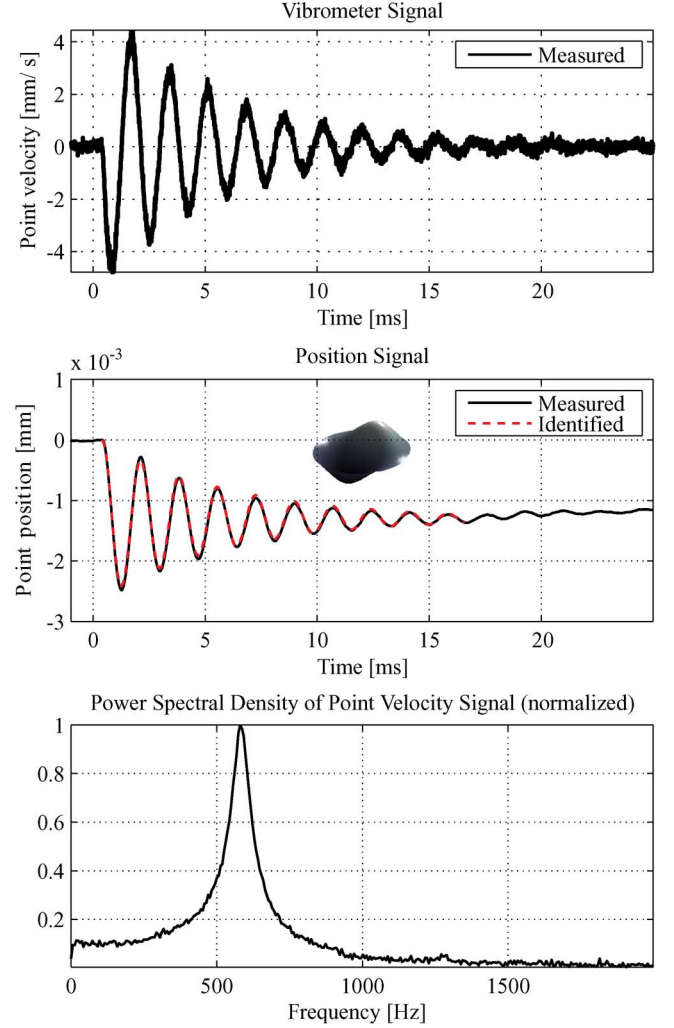 Vibrometer Signal
4
2
0
-2
-4
Point velocity [mm/ s]
Measured
0 5 10 15 20
Time [ms]
x 10-3
Position Signal
1
0
-1
-2
-3
Point position [mm]
Measured
Identified
0 5 10 15 20
Time [ms]
Power Spectral Density of Point Velocity Signal (normalized)
1
0.8
0.6
0.4
0.2
0 500 1000 1500
Frequency [Hz]